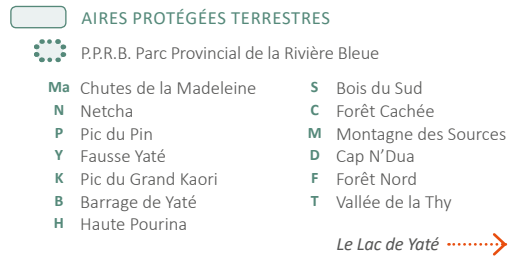 AIRES PROTÉGÉES TERRESTRES
P.P.R.B. Parc Provincial de la Rivière Bleue
Ma Chutes de la Madeleine
N Netcha
P Pic du Pin
Y Fausse Yaté
K Pic du Grand Kaori
B Barrage de Yaté
H Haute Pourina
S Bois du Sud
C Forêt Cachée
M Montagne des Sources
D Cap N’Dua
F Forêt Nord
T Vallée de la Thy
Le Lac de Yaté